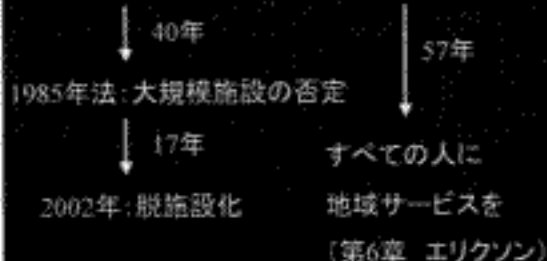 40年
57年
1985年法:大規模施設の否定
17年
すべての人に
2002年:脱施設化
地域サービスを
(第6章 エリクソン)